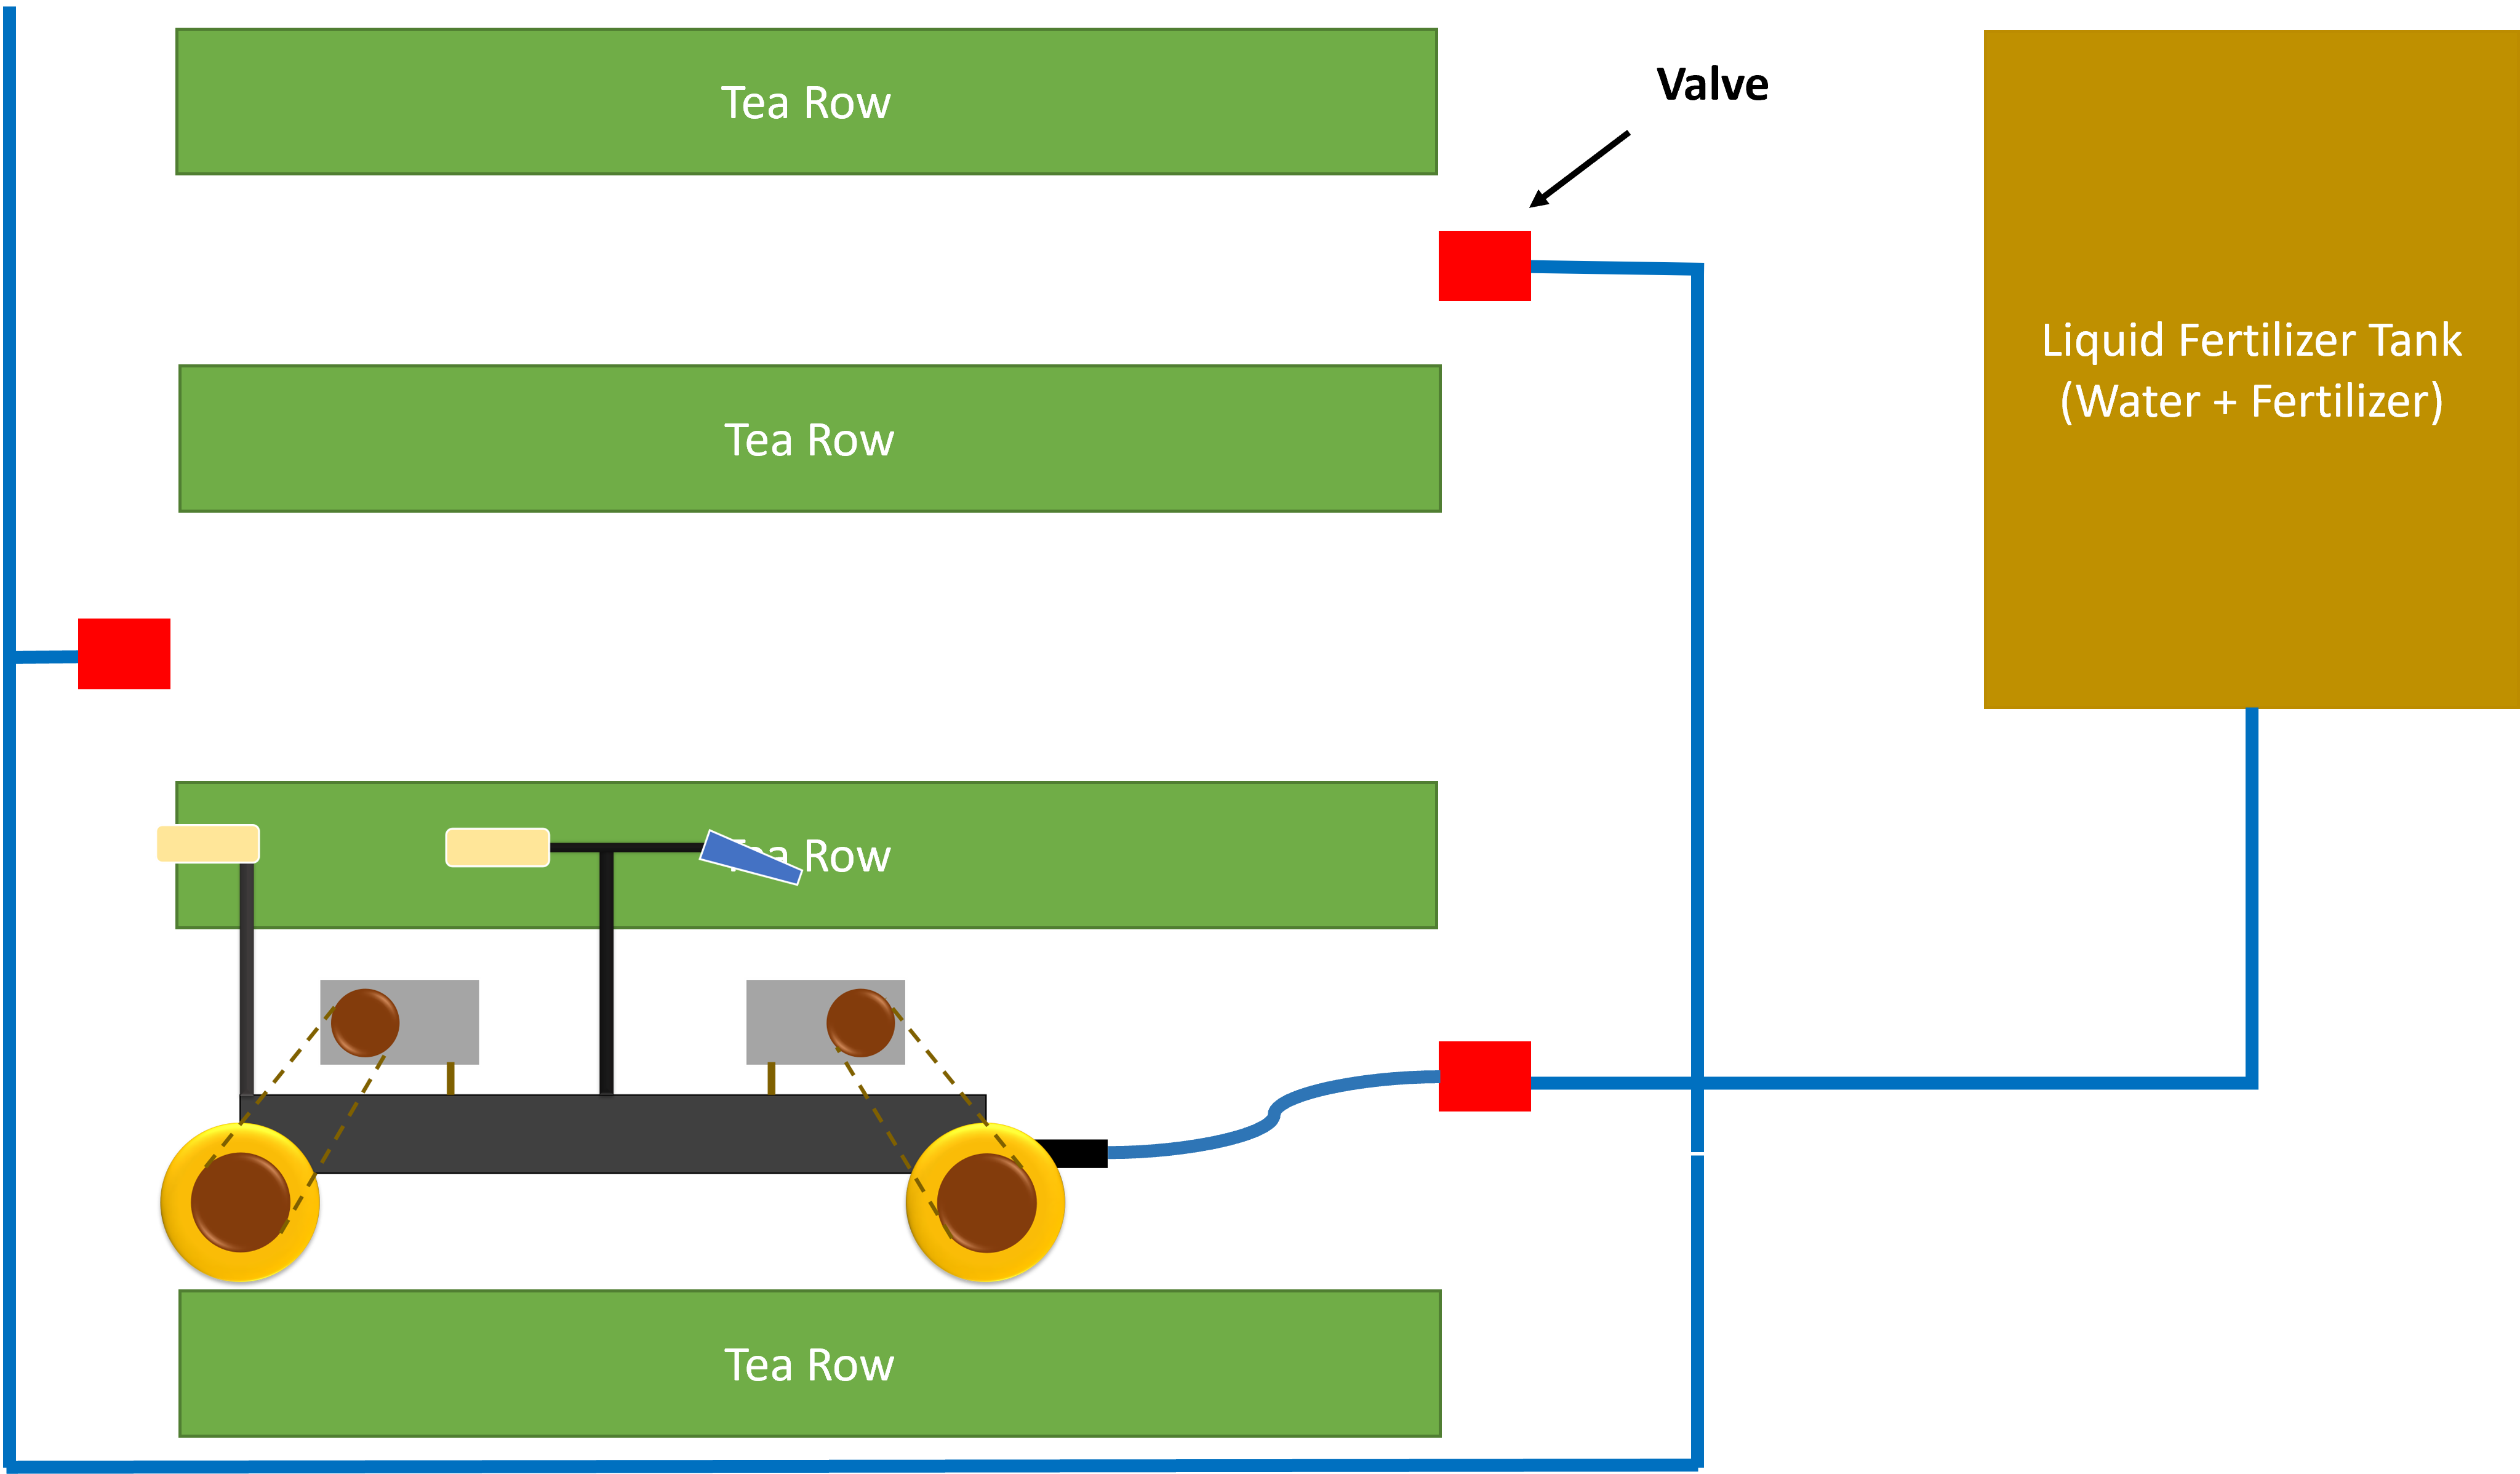 Tea Row
Valve
Liquid Fertilizer Tank
(Water + Fertilizer)
Tea Row
Row
Tea Row